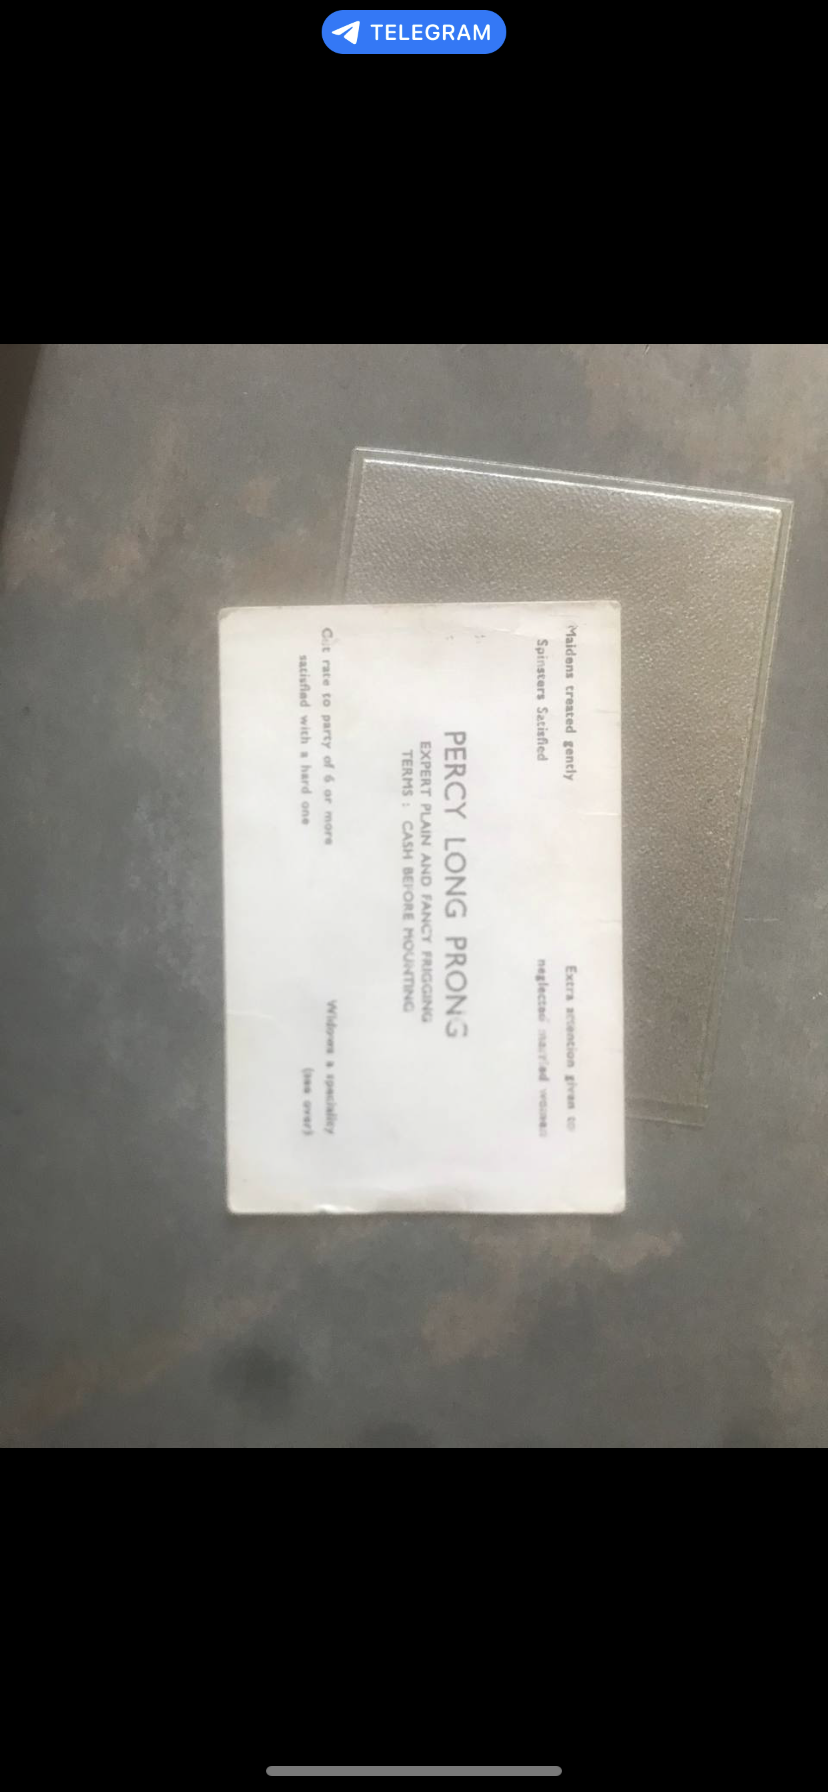 TELEGRAM
Maidens treated gently
Spinsters Satisfied
Extra attention given to
neglected married women
PERCY LONG PRONG
EXPERT PLAIN AND FANCY FRIGGING
TERMS : CASH BEFORE MOUNTING
Cut rate to party of 6 or more
satisfied with a hard one
Widows a speciality
(see over)